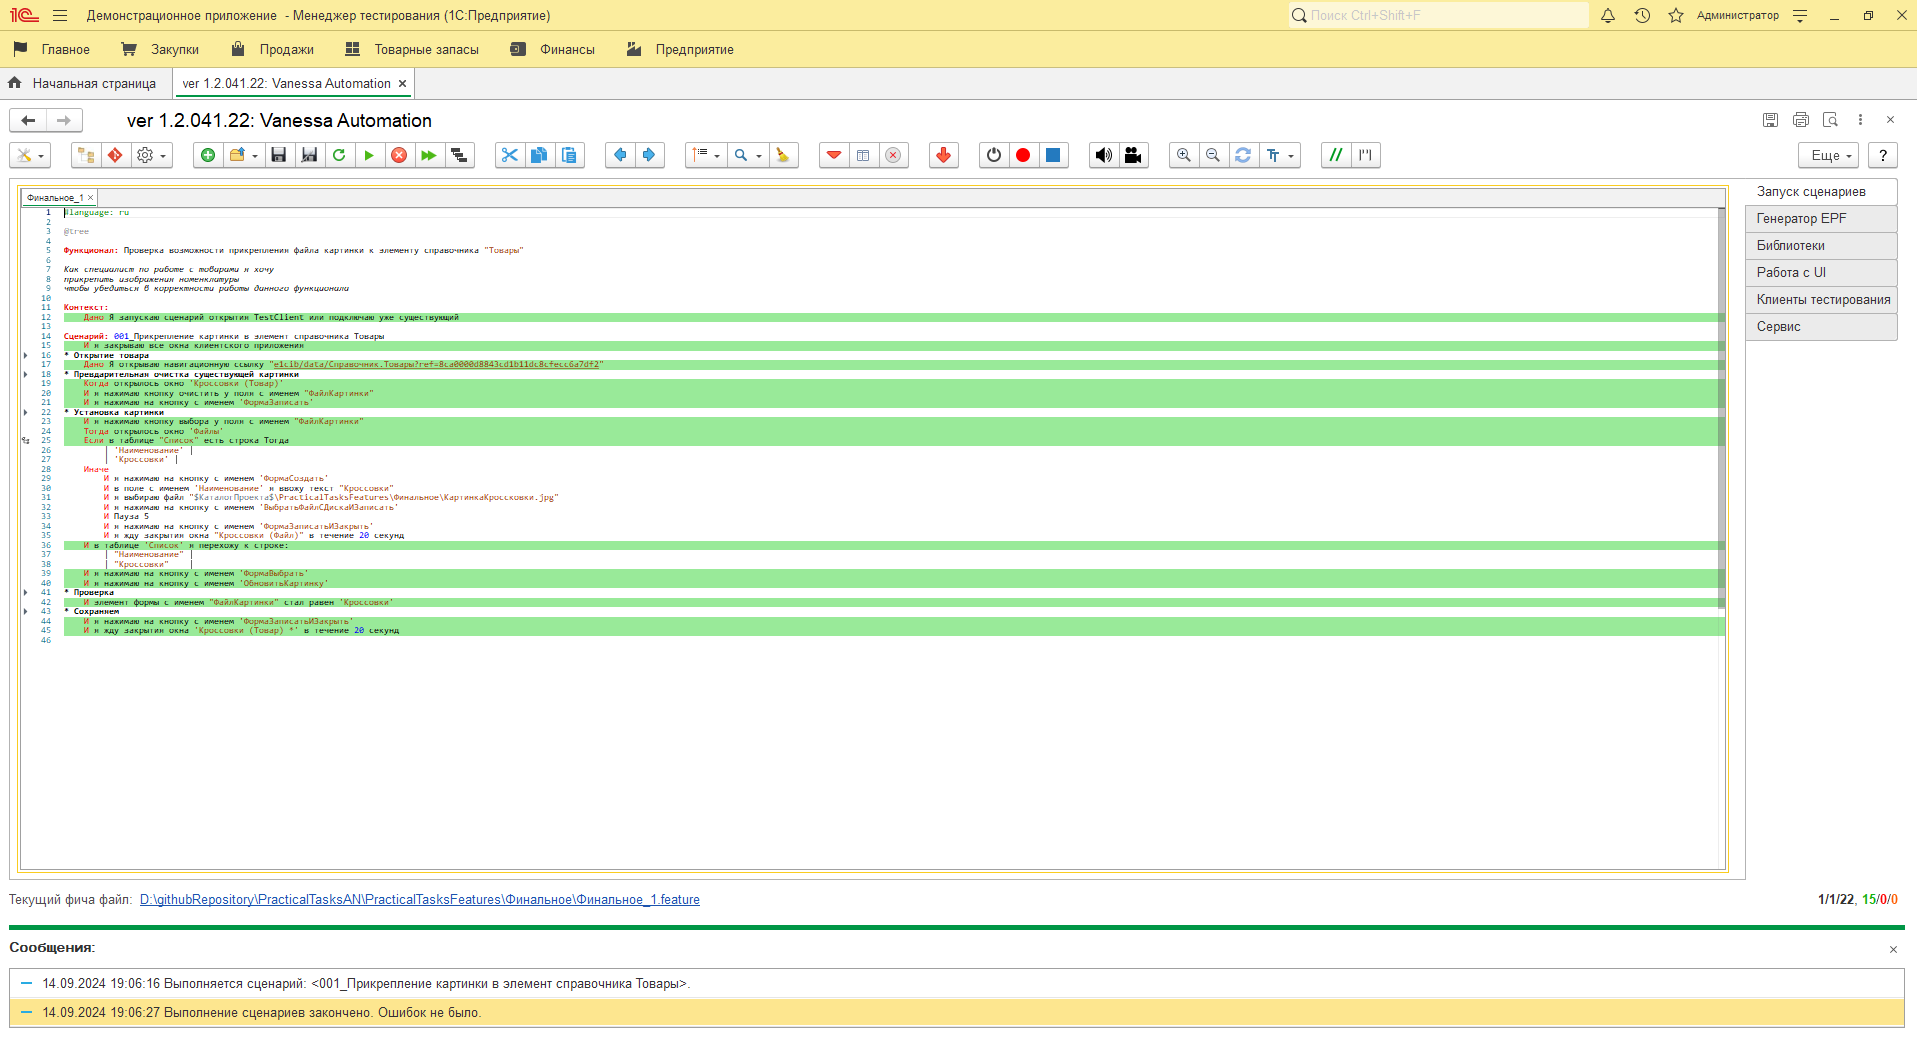 Демонстрационное приложение - Менеджер тестирования (1С:Предприятие)
Поиск Ctrl+Shift+F
Администратор
Главное
Закупки
Продажи
Товарные запасы
Финансы
Предприятие
Начальная страница
ver 1.2.041.22: Vanessa Automation
ver 1.2.041.22: Vanessa Automation
Еще
?
Финальное_1
1 #language: ru
2
3 @tree
4
5 Функционал: Проверка возможности прикрепления файла картинки к элементу справочника "Товары"
6
7 Как специалист по работе с товарами я хочу
8 прикрепить изображения номенклатуры
9 чтобы убедиться в корректности работы данного функционала
10
11 Контекст:
12 Дано Я запускаю сценарий открытия TestClient или подключаю уже существующий
13
14 Сценарий: 001_Прикрепление картинки в элемент справочника Товары
15 И я закрываю все окна клиентского приложения
16 * Открытие товара
17 Дано Я открываю навигационную ссылку "e1cib/data/Справочник.Товары?ref=8ca0000d8843cd1b11dc8cfecc6a7df2"
18 * Превдарительная очистка существующей картинки
19 Когда открылось окно 'Кроссовки (Товар)'
20 И я нажимаю кнопку очистить у поля с именем "ФайлКартинки"
21 И я нажимаю на кнопку с именем 'ФормаЗаписать'
22 * Установка картинки
23 И я нажимаю кнопку выбора у поля с именем "ФайлКартинки"
24 Тогда открылось окно 'Файлы'
25 Если в таблице "Список" есть строка Тогда
26 | 'Наименование' |
27 | 'Кроссовки' |
28 Иначе
29 И я нажимаю на кнопку с именем 'ФормаСоздать'
30 И в поле с именем 'Наименование' я ввожу текст "Кроссовки"
31 И я выбираю файл "$КаталогПроекта$\PracticalTasksFeatures\Финальное\КартинкаКроссковки.jpg"
32 И я нажимаю на кнопку с именем 'ВыбратьФайлСДискаИЗаписать'
33 И Пауза 5
34 И я нажимаю на кнопку с именем 'ФормаЗаписатьИЗакрыть'
35 И я жду закрытия окна "Кроссовки (Файл)" в течение 20 секунд
36 И в таблице 'Список' я перехожу к строке:
37 | "Наименование" |
38 | "Кроссовки" |
39 И я нажимаю на кнопку с именем 'ФормаВыбрать'
40 И я нажимаю на кнопку с именем 'ОбновитьКартинку'
41 * Проверка
42 И элемент формы с именем "ФайлКартинки" стал равен 'Кроссовки'
43 * Сохраняем
44 И я нажимаю на кнопку с именем 'ФормаЗаписатьИЗакрыть'
45 И я жду закрытия окна 'Кроссовки (Товар) *' в течение 20 секунд
46
Запуск сценариев
Генератор EPF
Библиотеки
Работа с UI
Клиенты тестирования
Сервис
Текущий фича файл: D:\githubRepository\PracticalTasksAN\PracticalTasksFeatures\Финальное\Финальное_1.feature
1/1/22, 15/0/0
Сообщения:
14.09.2024 19:06:16 Выполняется сценарий: <001_Прикрепление картинки в элемент справочника Товары>.
14.09.2024 19:06:27 Выполнение сценариев закончено. Ошибок не было.